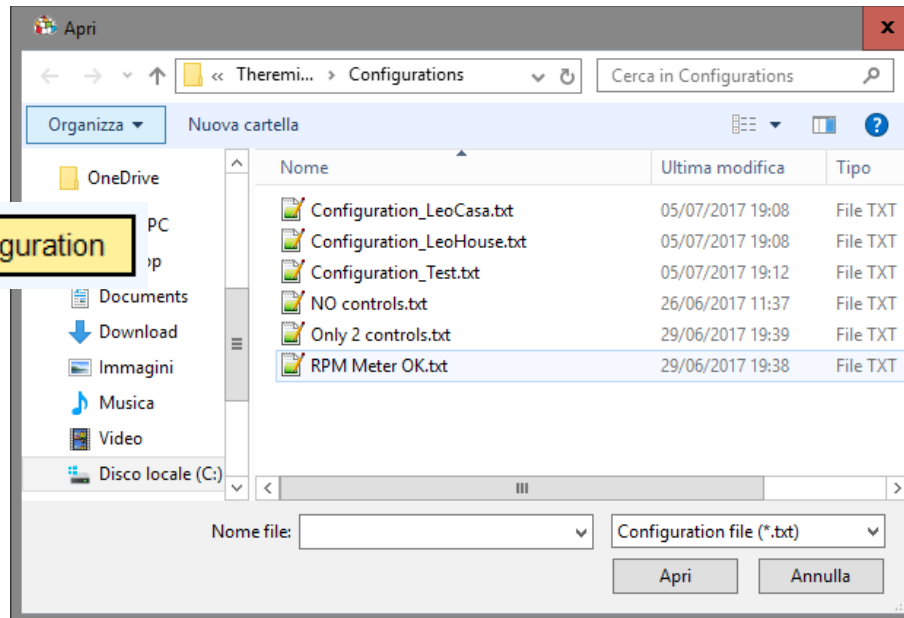 Apri
« Theremi... › Configurations
Cerca in Configurations
Organizza
Nuova cartella
Nome
Ultima modifica
Tipo
OneDrive
PC
Documents
Download
Immagini
Musica
Video
Disco locale (C:)
Configuration_LeoCasa.txt 05/07/2017 19:08 File TXT
Configuration_LeoHouse.txt 05/07/2017 19:08 File TXT
Configuration_Test.txt 05/07/2017 19:12 File TXT
NO controls.txt 26/06/2017 11:37 File TXT
Only 2 controls.txt 29/06/2017 19:39 File TXT
RPM Meter OK.txt 29/06/2017 19:38 File TXT
guration
Nome file:
Configuration file (*.txt)
Apri
Annulla